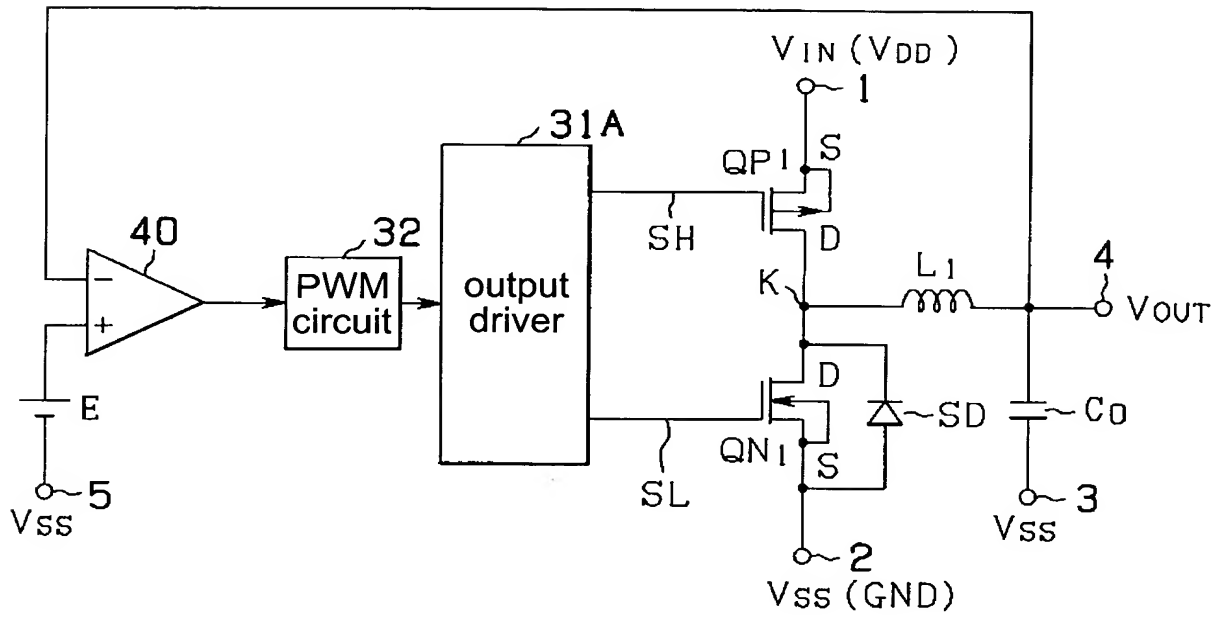 VIN (VDD)
1
31A
QP1
S
SH
D
40
32
−
+
PWM
circuit
output
driver
K
L1
4
VOUT
E
D
SD
CO
QN1
S
SL
5
VSS
3
VSS
2
VSS (GND)